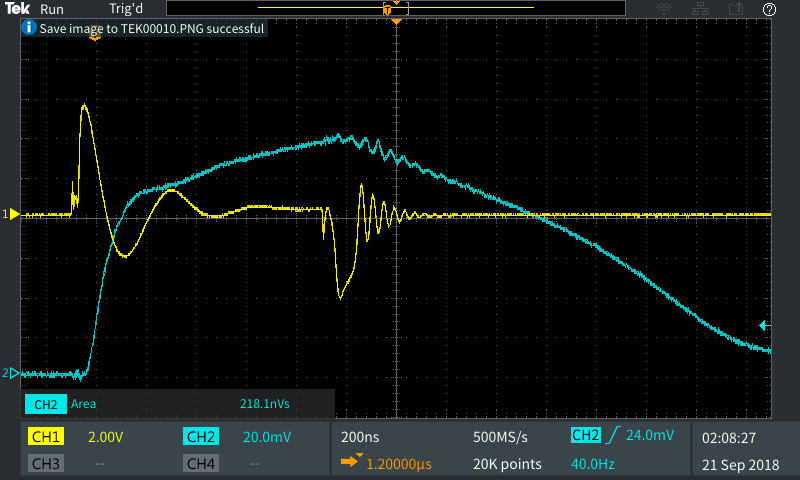 Tek Run Trig'd
T
i Save image to TEK00010.PNG successful
1
2
CH2 Area 218.1nVs
CH1 2.00V CH2 20.0mV 200ns 500MS/s CH2 24.0mV 02:08:27
CH3 -- CH4 -- 1.20000µs 20K points 40.0Hz 21 Sep 2018